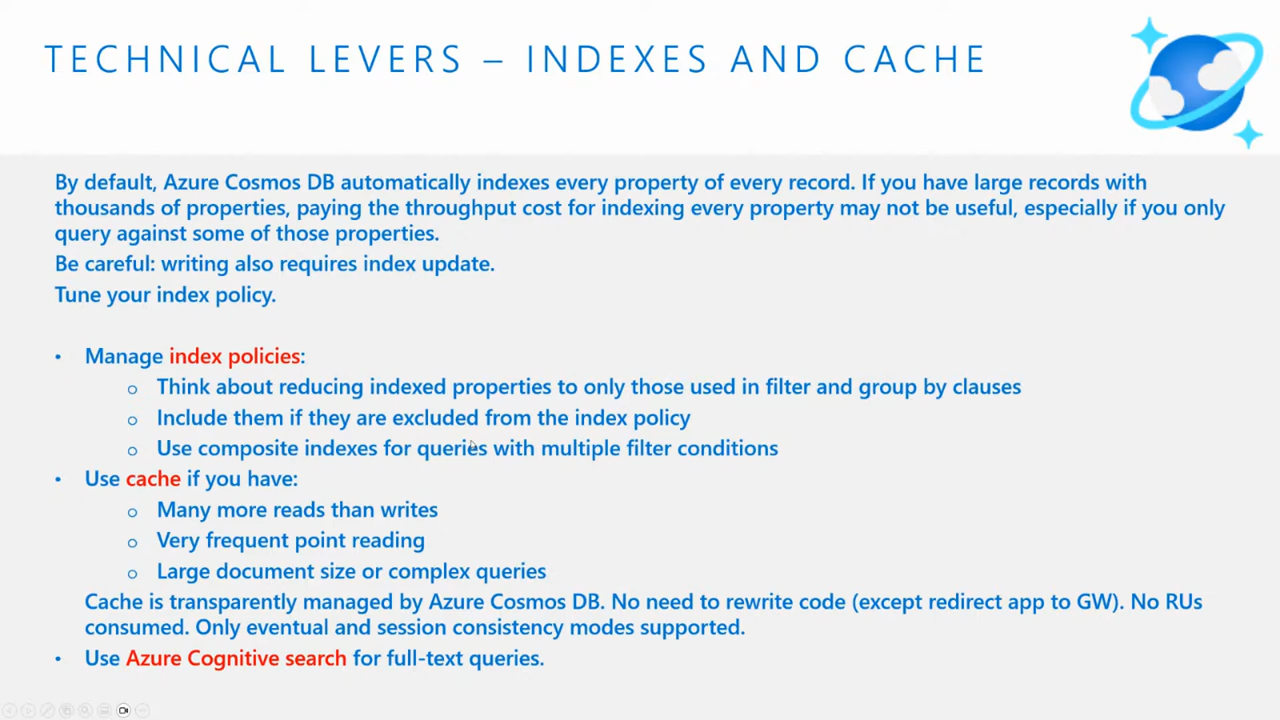 TECHNICAL LEVERS – INDEXES AND CACHE
By default, Azure Cosmos DB automatically indexes every property of every record. If you have large records with
thousands of properties, paying the throughput cost for indexing every property may not be useful, especially if you only
query against some of those properties.
Be careful: writing also requires index update.
Tune your index policy.
• Manage index policies:
o Think about reducing indexed properties to only those used in filter and group by clauses
o Include them if they are excluded from the index policy
o Use composite indexes for queries with multiple filter conditions
• Use cache if you have:
o Many more reads than writes
o Very frequent point reading
o Large document size or complex queries
Cache is transparently managed by Azure Cosmos DB. No need to rewrite code (except redirect app to GW). No RUs
consumed. Only eventual and session consistency modes supported.
• Use Azure Cognitive search for full-text queries.